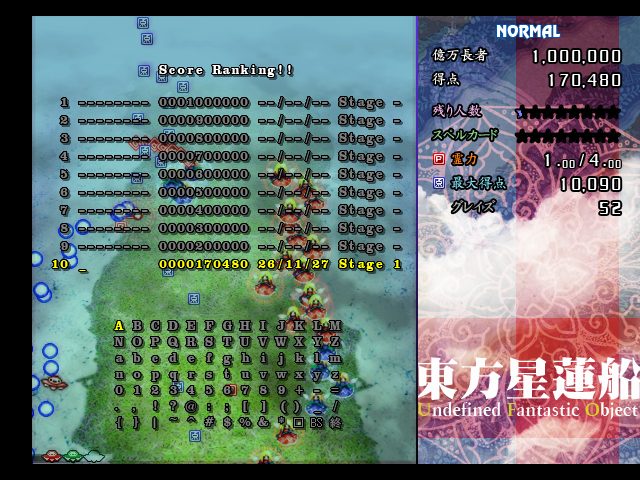 Score Ranking!!
1 -------- 0001000000 --/--/-- Stage -
2 -------- 0000900000 --/--/-- Stage -
3 -------- 0000800000 --/--/-- Stage -
4 -------- 0000700000 --/--/-- Stage -
5 -------- 0000600000 --/--/-- Stage -
6 -------- 0000500000 --/--/-- Stage -
7 -------- 0000400000 --/--/-- Stage -
8 -------- 0000300000 --/--/-- Stage -
9 -------- 0000200000 --/--/-- Stage -
10 _ 0000170480 26/11/27 Stage 1
A B C D E F G H I J K L M
N O P Q R S T U V W X Y Z
a b c d e f g h i j k l m
n o p q r s t u v w x y z
0 1 2 3 4 5 6 7 8 9 + - =
. , ! ? @ : ; [ ] ( ) _ /
{ } | ~ ^ # $ % & * □ BS 終
NORMAL
億万長者 1,000,000
得点 170,480
残り人数
スペルカード
P 霊力 1.00/4.00
最大得点 10,090
グレイズ 52
東方星蓮船
Undefined Fantastic Object